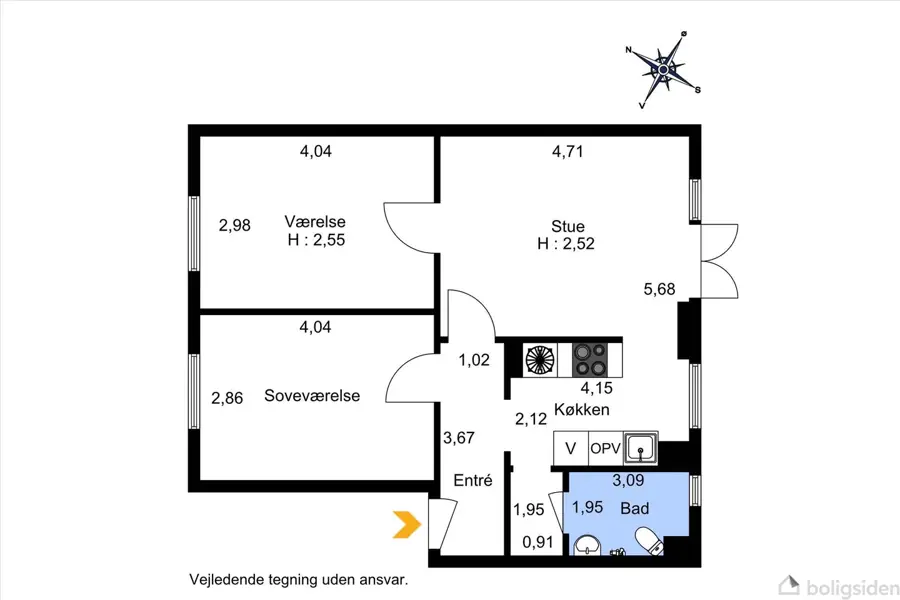 Ø
N
S
V
4,04
4,71
2,98
Værelse
H : 2,55
Stue
H : 2,52
5,68
4,04
1,02
2,86
Soveværelse
4,15
Køkken
2,12
3,67
V
OPV
Entré
3,09
1,95
1,95
Bad
0,91
Vejledende tegning uden ansvar.
boligsiden